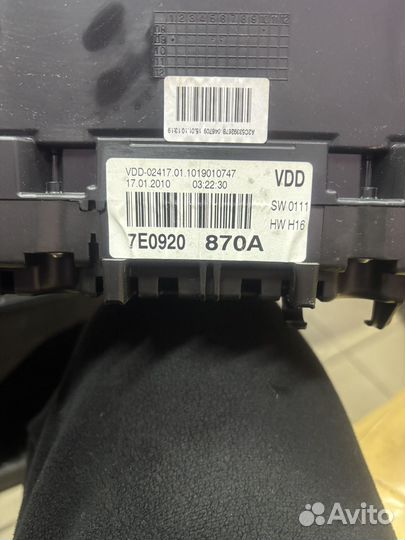 1 2 3 4 5 6 7 8 9 10 11 12
VDD-02417.01.1019010747
17.01.2010 03:22:30
VDD
SW 0111
HW H16
7E0920 870A
Avito